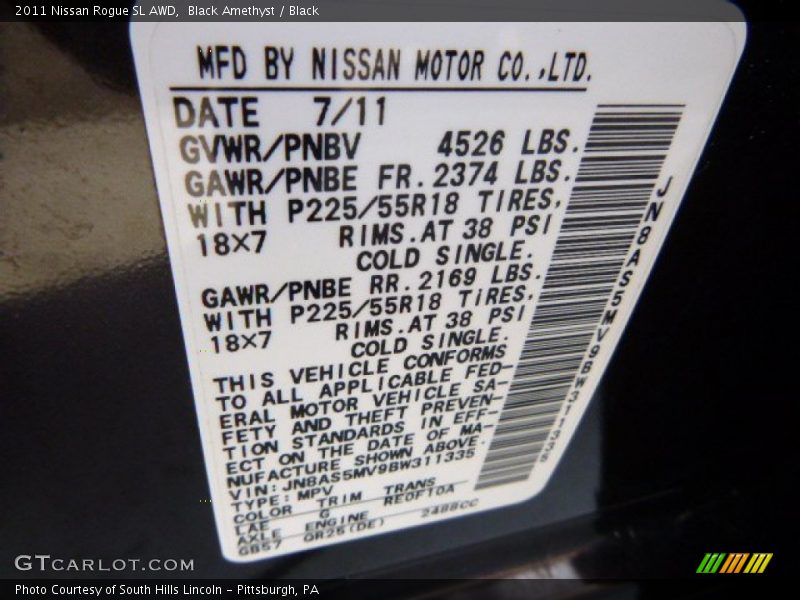 2011 Nissan Rogue SL AWD, Black Amethyst / Black
MFD BY NISSAN MOTOR CO.,LTD.
DATE 7/11
GVWR/PNBV 4526 LBS.
GAWR/PNBE FR. 2374 LBS.
WITH P225/55R18 TIRES,
18×7 RIMS. AT 38 PSI
COLD SINGLE.
GAWR/PNBE RR. 2169 LBS.
WITH P225/55R18 TIRES,
18×7 RIMS. AT 38 PSI
COLD SINGLE.
THIS VEHICLE CONFORMS
TO ALL APPLICABLE FED-
ERAL MOTOR VEHICLE SA-
FETY AND THEFT PREVEN-
TION STANDARDS IN EFF-
ECT ON THE DATE OF MA-
NUFACTURE SHOWN ABOVE.
VIN: JN8AS5MV9BW311335
TYPE: MPV
COLOR TRIM TRANS
LAE G RE0F10A
AXLE ENGINE
GB57 QR25(DE) 2488CC
JN8AS5MV9BW311335
GTCARLOT.COM
Photo Courtesy of South Hills Lincoln - Pittsburgh, PA